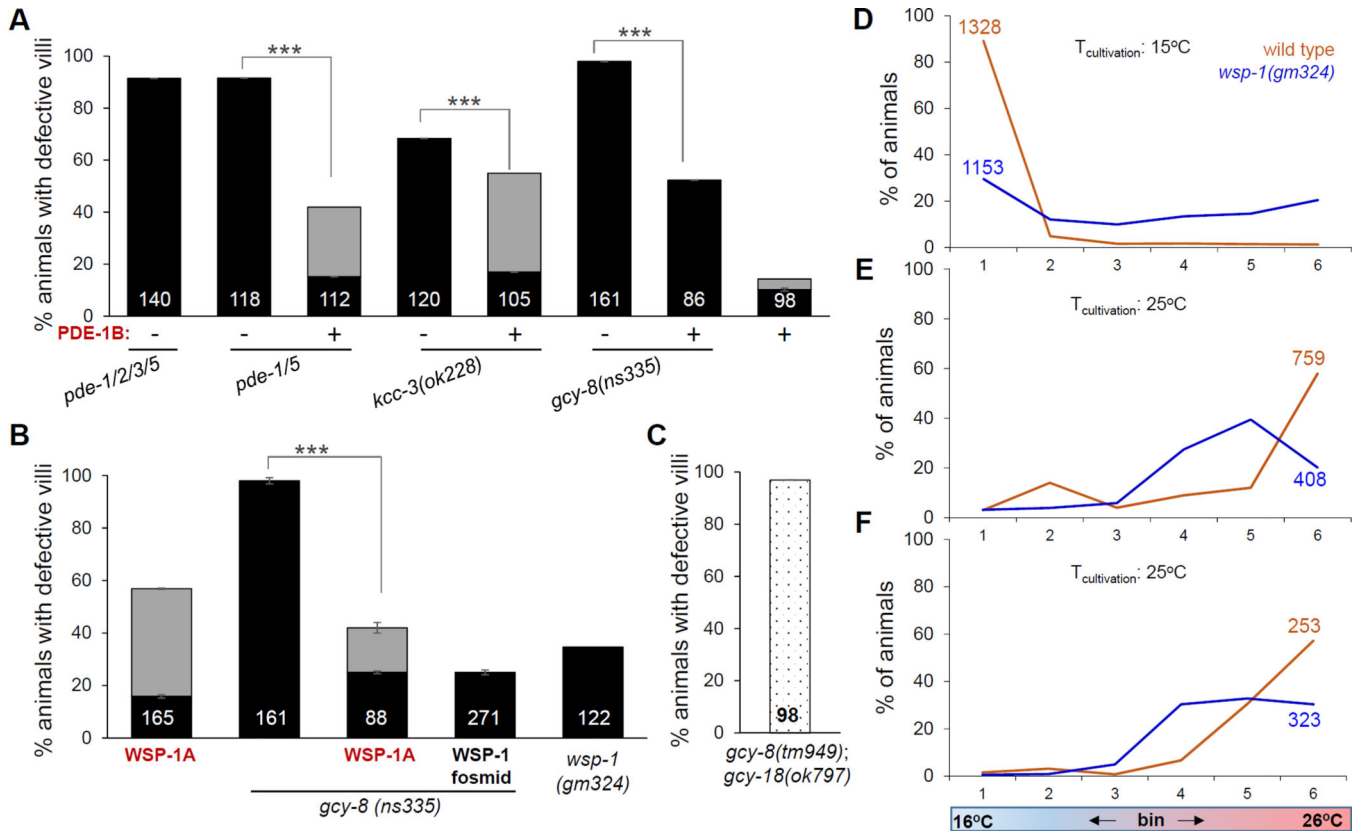 A
% animals with defective villi
100
80
60
40
20
0
***
***
***
140
118
112
120
105
161
86
98
PDE-1B:
-
-
+
-
+
-
+
+
pde-1/2/3/5
pde-1/5
kcc-3(ok228)
gcy-8(ns335)
B
% animals with defective villi
100
80
60
40
20
0
***
165
161
88
271
122
WSP-1A
WSP-1A
WSP-1
fosmid
wsp-1
(gm324)
gcy-8 (ns335)
C
% animals with defective villi
100
80
60
40
20
0
98
gcy-8(tm949);
gcy-18(ok797)
D
% of animals
100
80
60
40
20
0
1328
1153
Tcultivation: 15oC
wild type
wsp-1(gm324)
1 2 3 4 5 6
E
% of animals
100
80
60
40
20
0
Tcultivation: 25oC
759
408
1 2 3 4 5 6
F
% of animals
100
80
60
40
20
0
Tcultivation: 25oC
253
323
1 2 3 4 5 6
16oC ← bin → 26oC